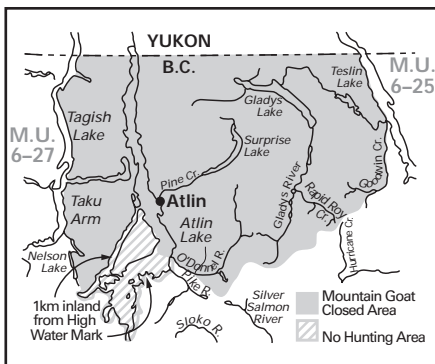 YUKON
B.C.
M.U.
6–25
Teslin
Lake
Gladys
Lake
Tagish
Lake
M.U.
6–27
Surprise
Lake
Pine Cr.
Goodwin Cr.
Gladys River
Rapid Roy
Cr.
Taku
Arm
Atlin
Atlin
Lake
Hurricane Cr.
O'Donnel R.
Nelson
Lake
Pike R.
1km inland
from High
Water Mark
Silver
Salmon
River
Sloko R.
Mountain Goat
Closed Area
No Hunting Area